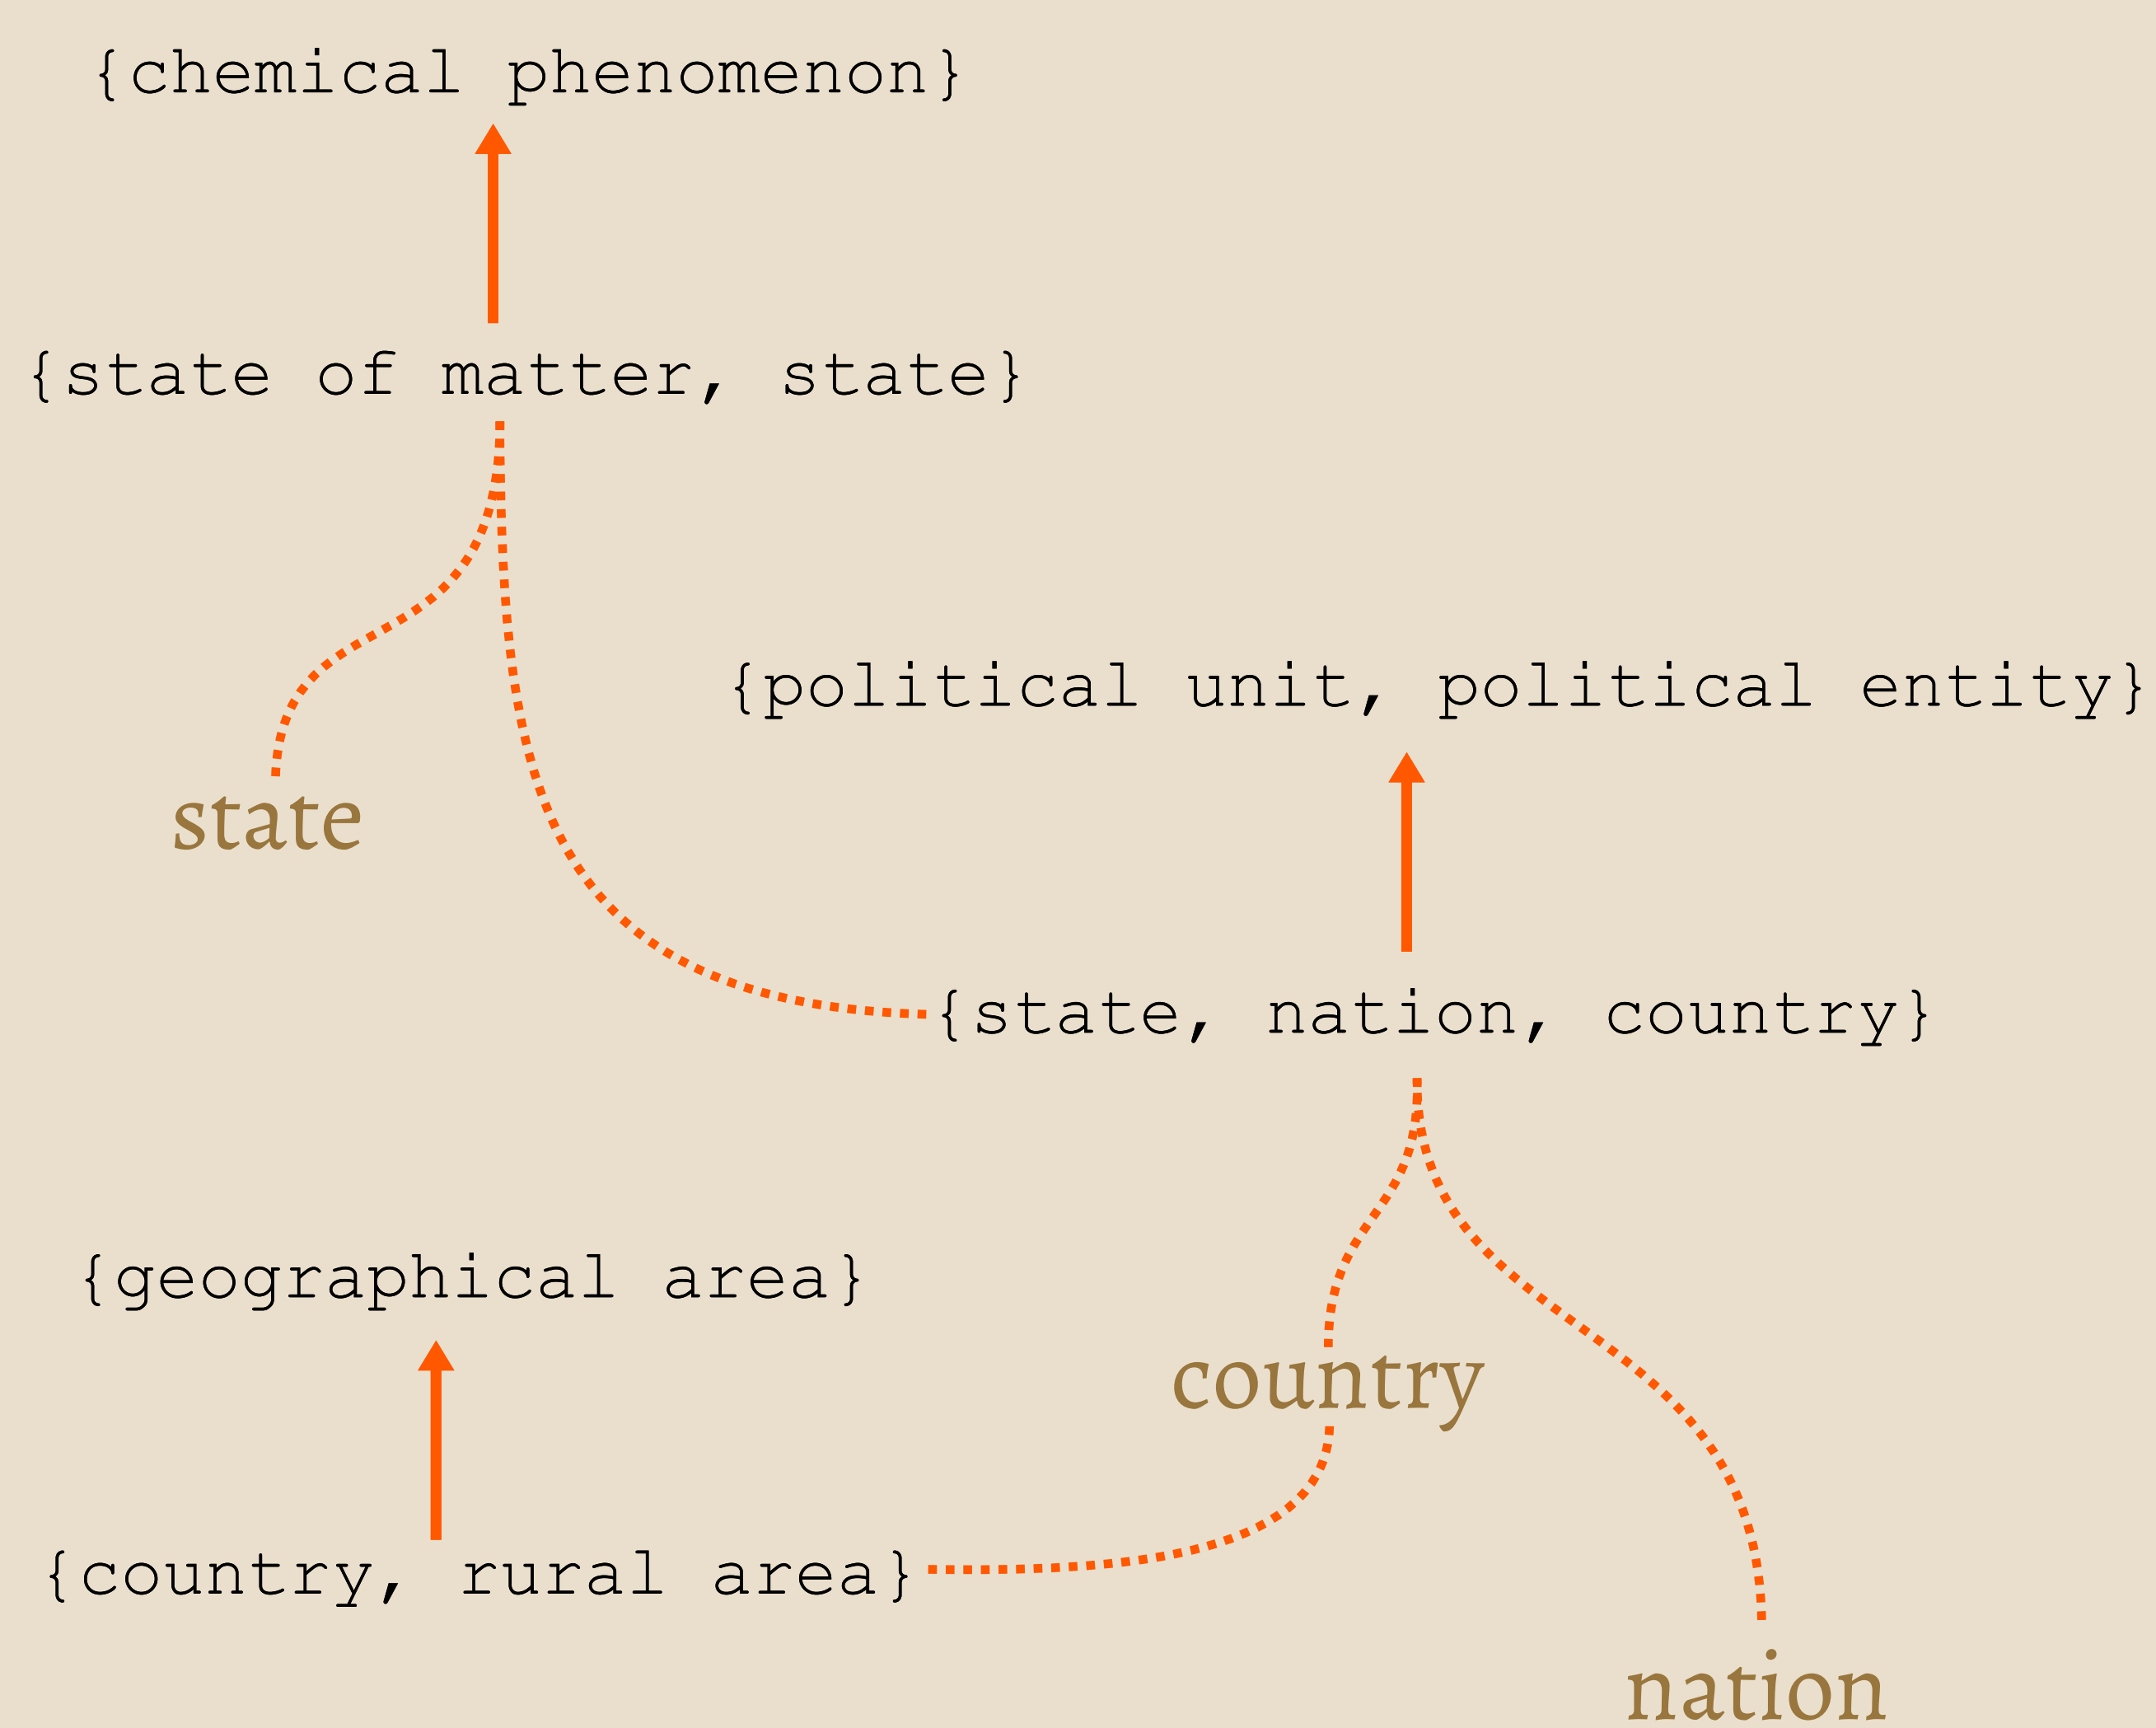 {chemical phenomenon}
{state of matter, state}
{political unit, political entity}
state
{state, nation, country}
{geographical area}
country
{country, rural area}
nation